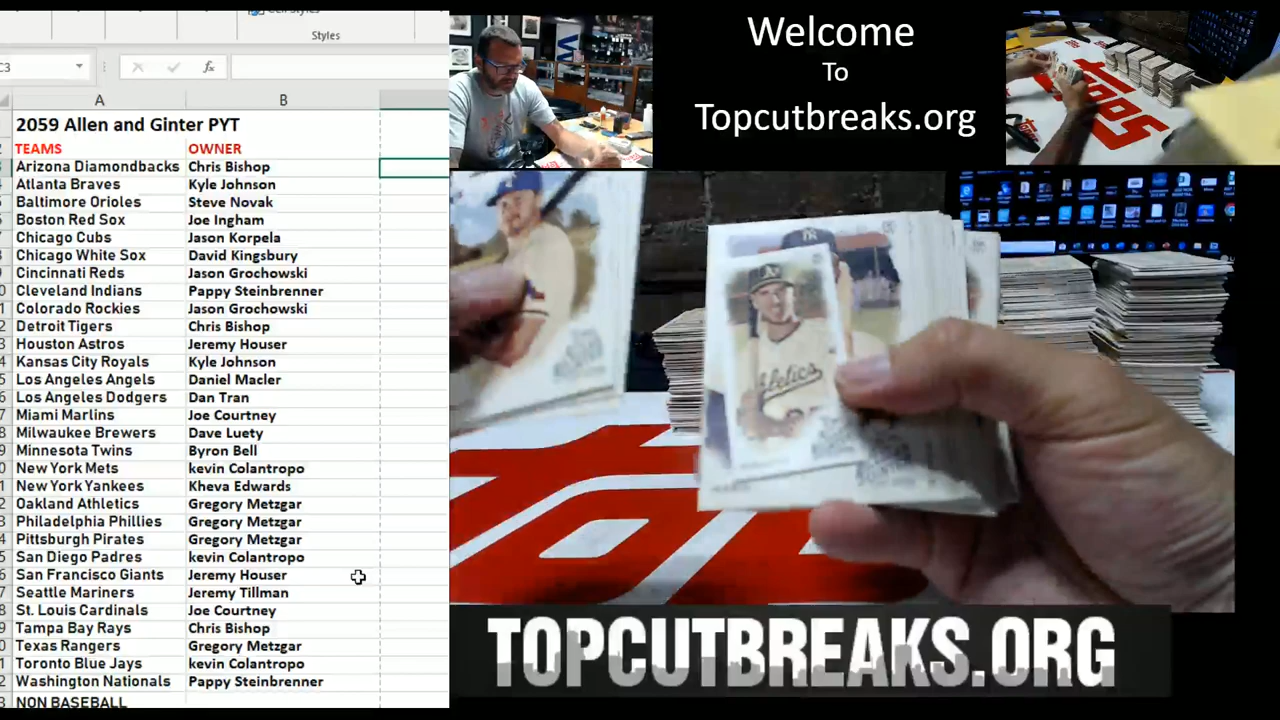 Styles
C3
fx
A
B
2059 Allen and Ginter PYT
TEAMS OWNER
Arizona Diamondbacks Chris Bishop
Atlanta Braves Kyle Johnson
Baltimore Orioles Steve Novak
Boston Red Sox Joe Ingham
Chicago Cubs Jason Korpela
Chicago White Sox David Kingsbury
Cincinnati Reds Jason Grochowski
Cleveland Indians Pappy Steinbrenner
Colorado Rockies Jason Grochowski
Detroit Tigers Chris Bishop
Houston Astros Jeremy Houser
Kansas City Royals Kyle Johnson
Los Angeles Angels Daniel Macler
Los Angeles Dodgers Dan Tran
Miami Marlins Joe Courtney
Milwaukee Brewers Dave Luety
Minnesota Twins Byron Bell
New York Mets kevin Colantropo
New York Yankees Kheva Edwards
Oakland Athletics Gregory Metzgar
Philadelphia Phillies Gregory Metzgar
Pittsburgh Pirates Gregory Metzgar
San Diego Padres kevin Colantropo
San Francisco Giants Jeremy Houser
Seattle Mariners Jeremy Tillman
St. Louis Cardinals Joe Courtney
Tampa Bay Rays Chris Bishop
Texas Rangers Gregory Metzgar
Toronto Blue Jays kevin Colantropo
Washington Nationals Pappy Steinbrenner
NON BASEBALL
Welcome
To
Topcutbreaks.org
TOPPS
A's
Athletics
TOPCUTBREAKS.ORG